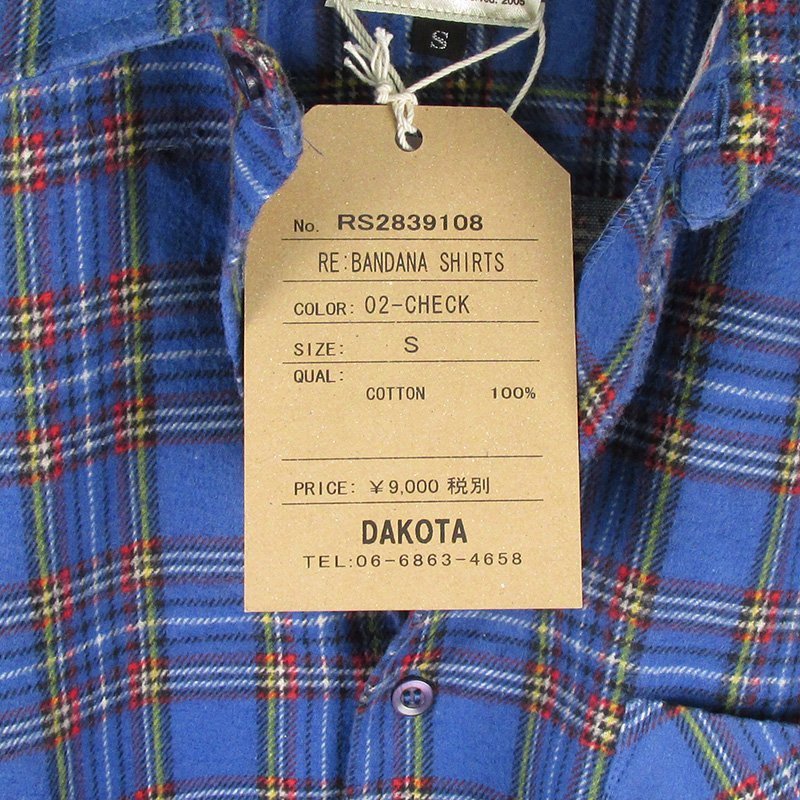 2005
S
No. RS2839108
RE:BANDANA SHIRTS
COLOR: 02-CHECK
SIZE: S
QUAL:
COTTON 100%
PRICE: ¥9,000 税別
DAKOTA
TEL:06-6863-4658